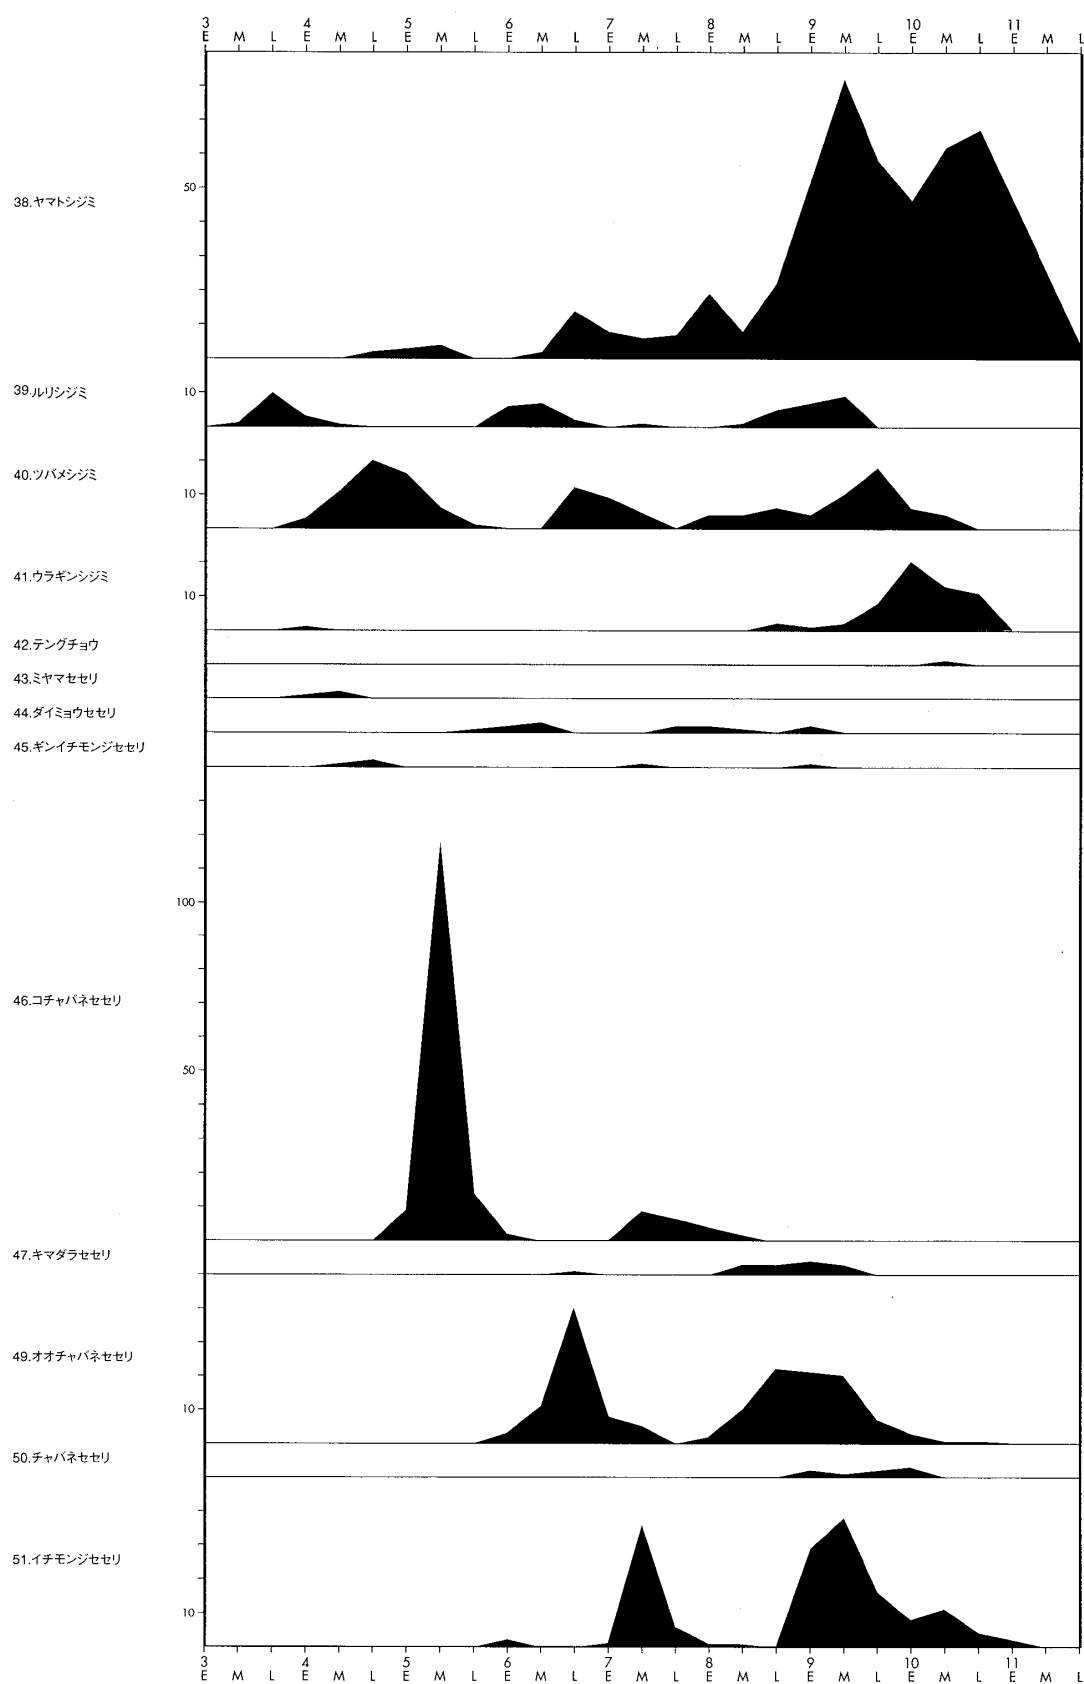 3 4 5 6 7 8 9 10 11
E M L E M L E M L E M L E M L E M L E M L E M L E M L
50
38.ヤマトシジミ
10
39.ルリシジミ
40.ツバメシジミ
10
41.ウラギンシジミ
10
42.テングチョウ
43.ミヤマセセリ
44.ダイミョウセセリ
45.ギンイチモンジセセリ
100
46.コチャバネセセリ
50
47.キマダラセセリ
49.オオチャバネセセリ
10
50.チャバネセセリ
51.イチモンジセセリ
10
3 4 5 6 7 8 9 10 11
E M L E M L E M L E M L E M L E M L E M L E M L E M L